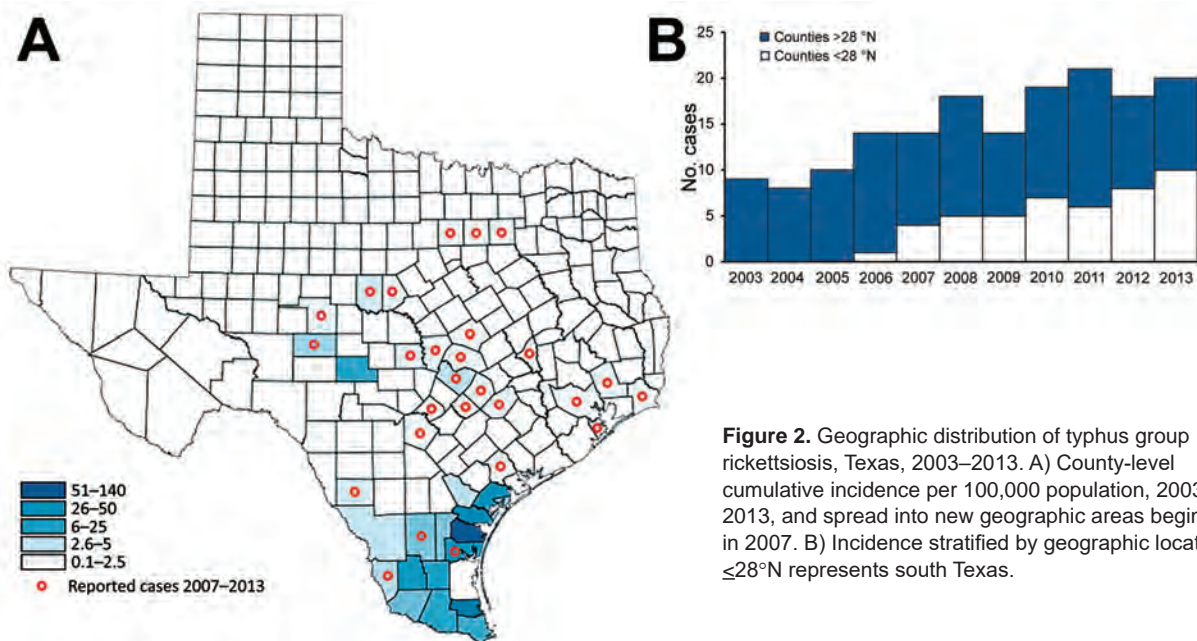 A
51–140
26–50
6–25
2.6–5
0.1–2.5
Reported cases 2007–2013
B
25
20
15
10
5
0
No. cases
Counties >28 °N
Counties <28 °N
2003 2004 2005 2006 2007 2008 2009 2010 2011 2012 2013
Figure 2. Geographic distribution of typhus group
rickettsiosis, Texas, 2003–2013. A) County-level
cumulative incidence per 100,000 population, 2003
2013, and spread into new geographic areas begin
in 2007. B) Incidence stratified by geographic locat
≤28°N represents south Texas.